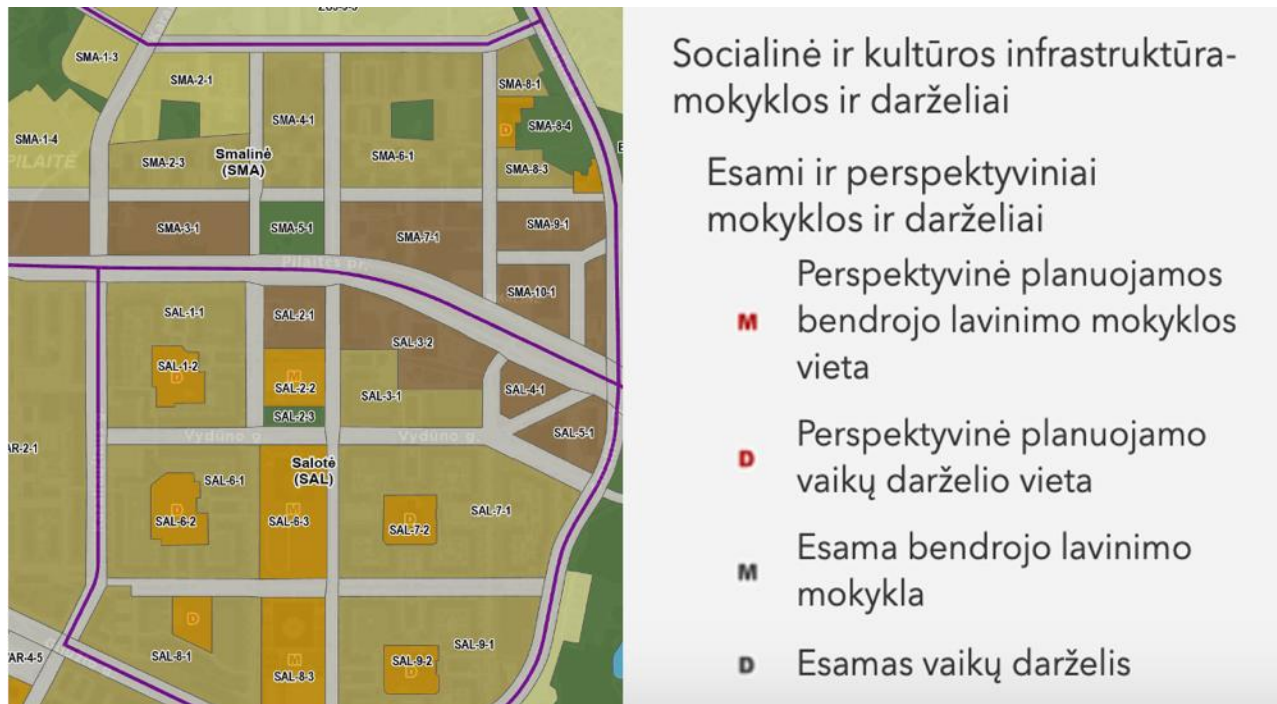 SMA-1-3
SMA-2-1
SMA-8-1
SMA-4-1
SMA-8-4
D
SMA-1-4
PILAITĖ
SMA-2-3
Smalinė
(SMA)
SMA-6-1
SMA-8-3
SMA-3-1
SMA-5-1
SMA-7-1
SMA-9-1
Pilaitės pr.
SMA-10-1
SAL-1-1
SAL-2-1
SAL-3-2
SAL-1-2
D
M
SAL-2-2
SAL-3-1
SAL-4-1
SAL-2-3
Vydūno g.
Vydūno g.
SAL-5-1
AR-2-1
Salotė
(SAL)
SAL-6-1
D
SAL-6-2
M
SAL-6-3
SAL-7-1
D
SAL-7-2
D
SAL-8-1
M
SAL-8-3
SAL-9-1
SAL-9-2
D
AR-4-5
Socialinė ir kultūros infrastruktūra-
mokyklos ir darželiai
Esami ir perspektyviniai
mokyklos ir darželiai
Perspektyvinė planuojamos
M bendrojo lavinimo mokyklos
vieta
Perspektyvinė planuojamo
D vaikų darželio vieta
Esama bendrojo lavinimo
M mokykla
D Esamas vaikų darželis